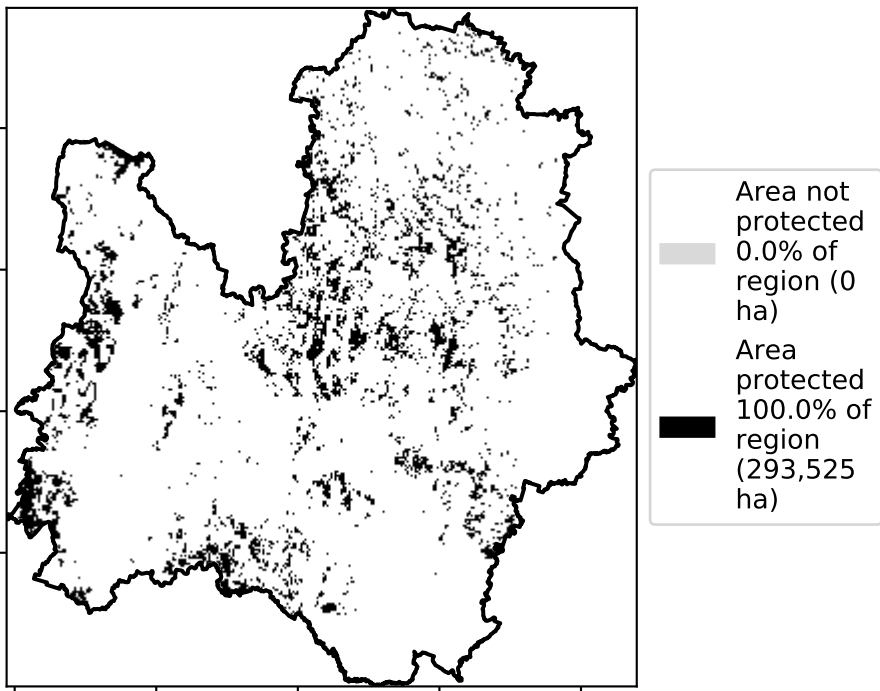 Area not
protected
0.0% of
region (0
ha)
Area
protected
100.0% of
region
(293,525
ha)